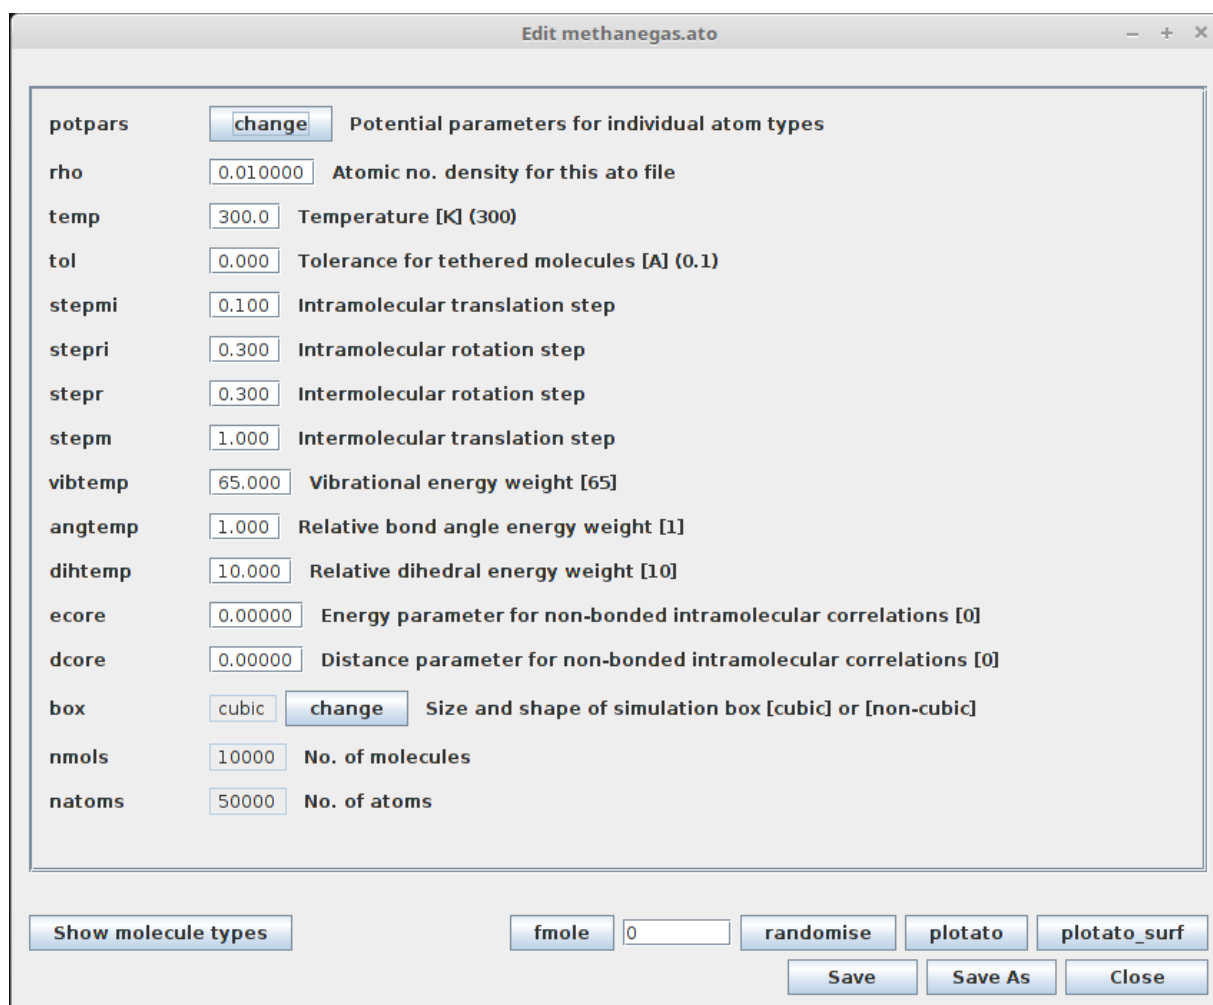 Edit methanegas.ato
potpars change Potential parameters for individual atom types
rho 0.010000 Atomic no. density for this ato file
temp 300.0 Temperature [K] (300)
tol 0.000 Tolerance for tethered molecules [A] (0.1)
stepmi 0.100 Intramolecular translation step
stepri 0.300 Intramolecular rotation step
stepr 0.300 Intermolecular rotation step
stepm 1.000 Intermolecular translation step
vibtemp 65.000 Vibrational energy weight [65]
angtemp 1.000 Relative bond angle energy weight [1]
dihtemp 10.000 Relative dihedral energy weight [10]
ecore 0.00000 Energy parameter for non-bonded intramolecular correlations [0]
dcore 0.00000 Distance parameter for non-bonded intramolecular correlations [0]
box cubic change Size and shape of simulation box [cubic] or [non-cubic]
nmols 10000 No. of molecules
natoms 50000 No. of atoms
Show molecule types fmole 0 randomise plotato plotato_surf
Save Save As Close